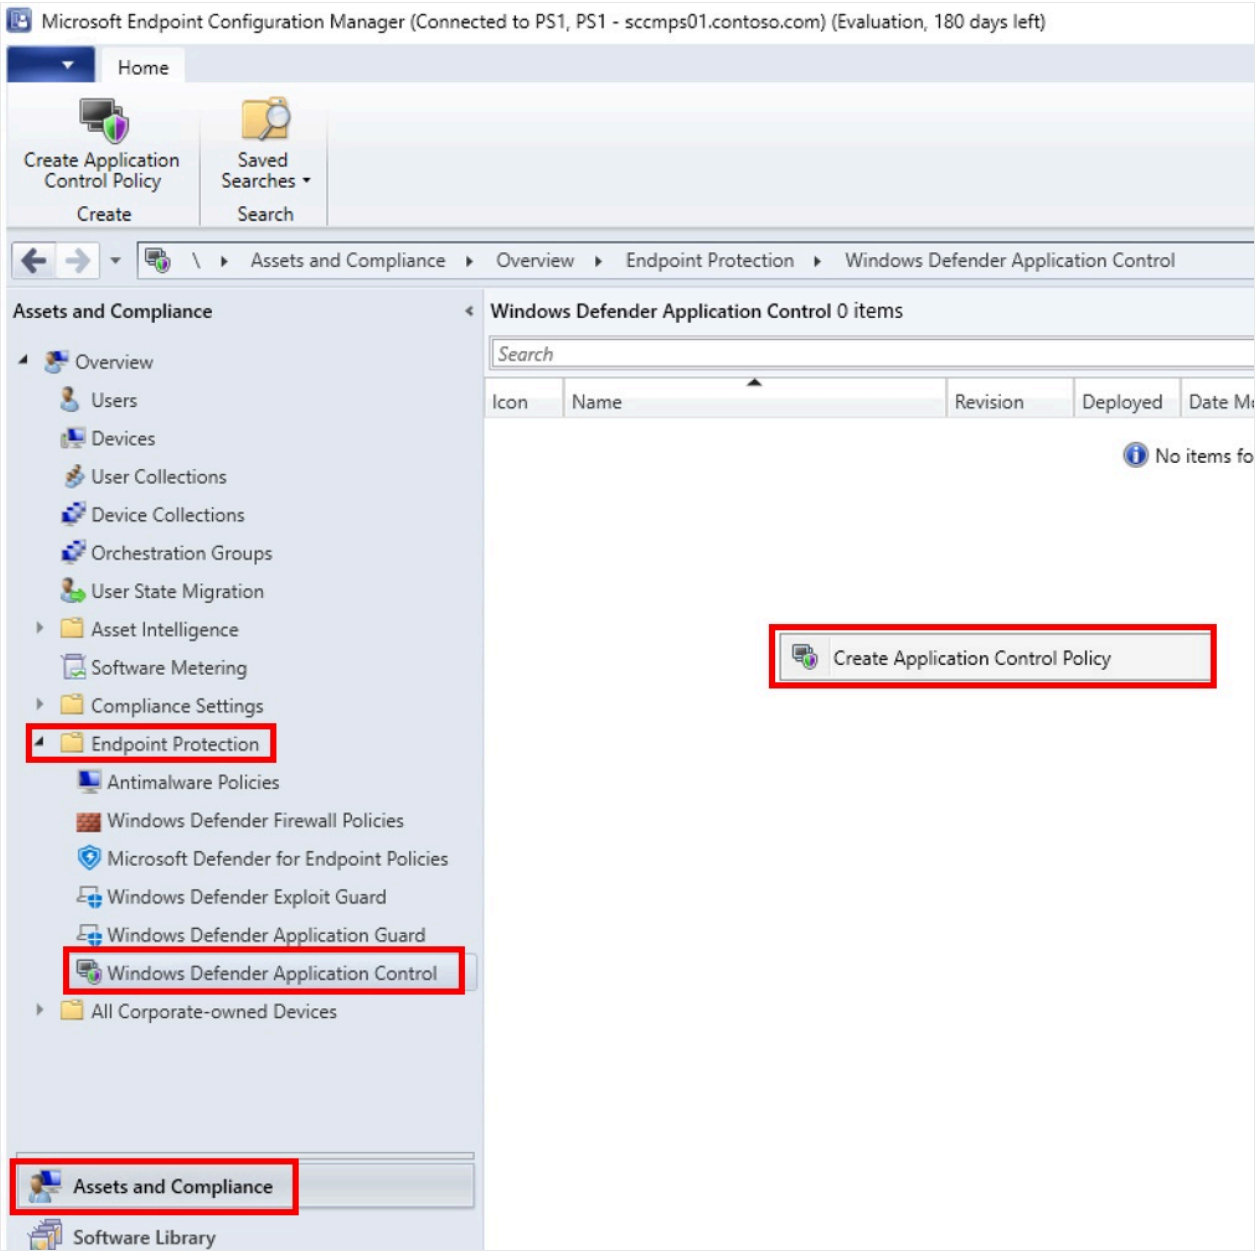 Microsoft Endpoint Configuration Manager (Connected to PS1, PS1 - sccmps01.contoso.com) (Evaluation, 180 days left)
Home
Create Application
Control Policy
Saved
Searches
Create
Search
\ Assets and Compliance Overview Endpoint Protection Windows Defender Application Control
Assets and Compliance
Overview
Users
Devices
User Collections
Device Collections
Orchestration Groups
User State Migration
Asset Intelligence
Software Metering
Compliance Settings
Endpoint Protection
Antimalware Policies
Windows Defender Firewall Policies
Microsoft Defender for Endpoint Policies
Windows Defender Exploit Guard
Windows Defender Application Guard
Windows Defender Application Control
All Corporate-owned Devices
Assets and Compliance
Software Library
Windows Defender Application Control 0 items
Search
Icon Name Revision Deployed Date
No items
Create Application Control Policy